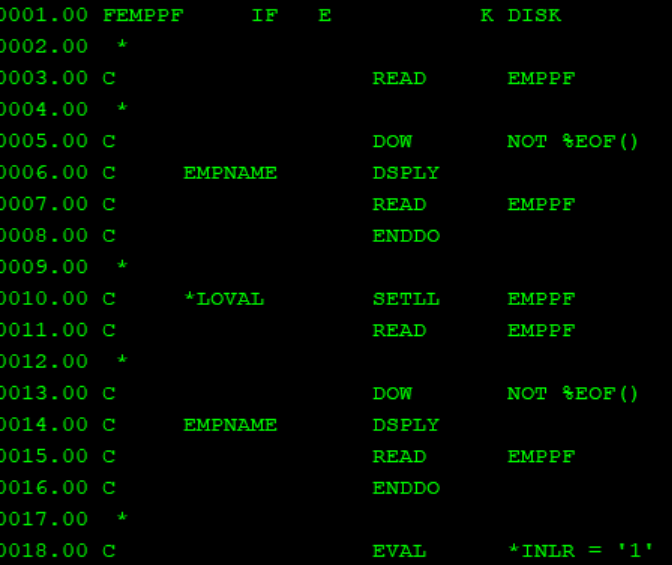 0001.00 FEMPPF     IF   E           K DISK
0002.00  *
0003.00 C                   READ      EMPPF
0004.00  *
0005.00 C                   DOW       NOT %EOF()
0006.00 C     EMPNAME       DSPLY
0007.00 C                   READ      EMPPF
0008.00 C                   ENDDO
0009.00  *
0010.00 C     *LOVAL        SETLL     EMPPF
0011.00 C                   READ      EMPPF
0012.00  *
0013.00 C                   DOW       NOT %EOF()
0014.00 C     EMPNAME       DSPLY
0015.00 C                   READ      EMPPF
0016.00 C                   ENDDO
0017.00  *
0018.00 C                   EVAL      *INLR = '1'